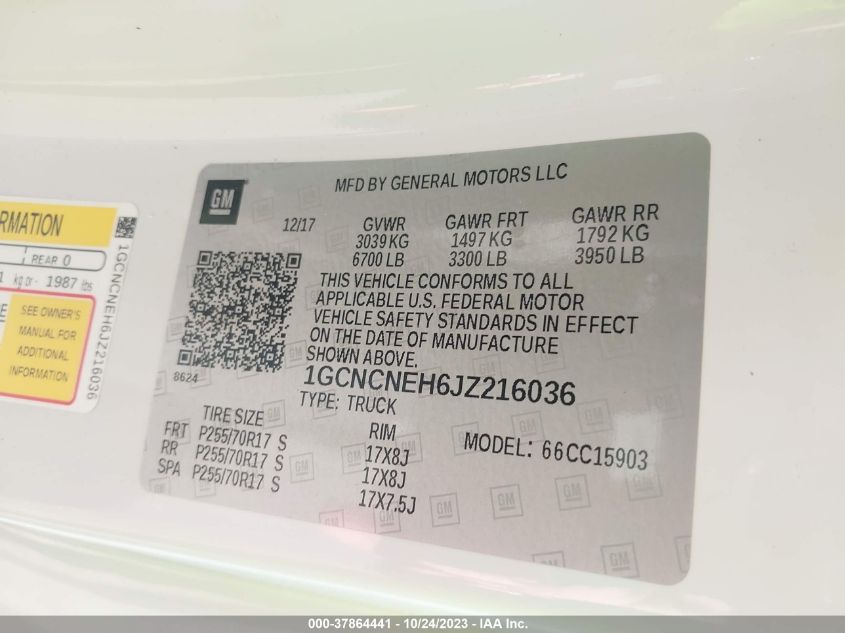 GM
MFD BY GENERAL MOTORS LLC
12/17
GVWR GAWR FRT GAWR RR
3039 KG 1497 KG 1792 KG
6700 LB 3300 LB 3950 LB
THIS VEHICLE CONFORMS TO ALL
APPLICABLE U.S. FEDERAL MOTOR
VEHICLE SAFETY STANDARDS IN EFFECT
ON THE DATE OF MANUFACTURE
SHOWN ABOVE.
8624
1GCNCNEH6JZ216036
TYPE: TRUCK
TIRE SIZE RIM
FRT P255/70R17 S 17X8J
RR P255/70R17 S 17X8J
SPA P255/70R17 S 17X7.5J
MODEL: 66CC15903
RMATION
REAR 0
kg or 1987 lbs
SEE OWNER'S
MANUAL FOR
ADDITIONAL
INFORMATION
1GCNCNEH6JZ216036
000-37864441 - 10/24/2023 - IAA Inc.